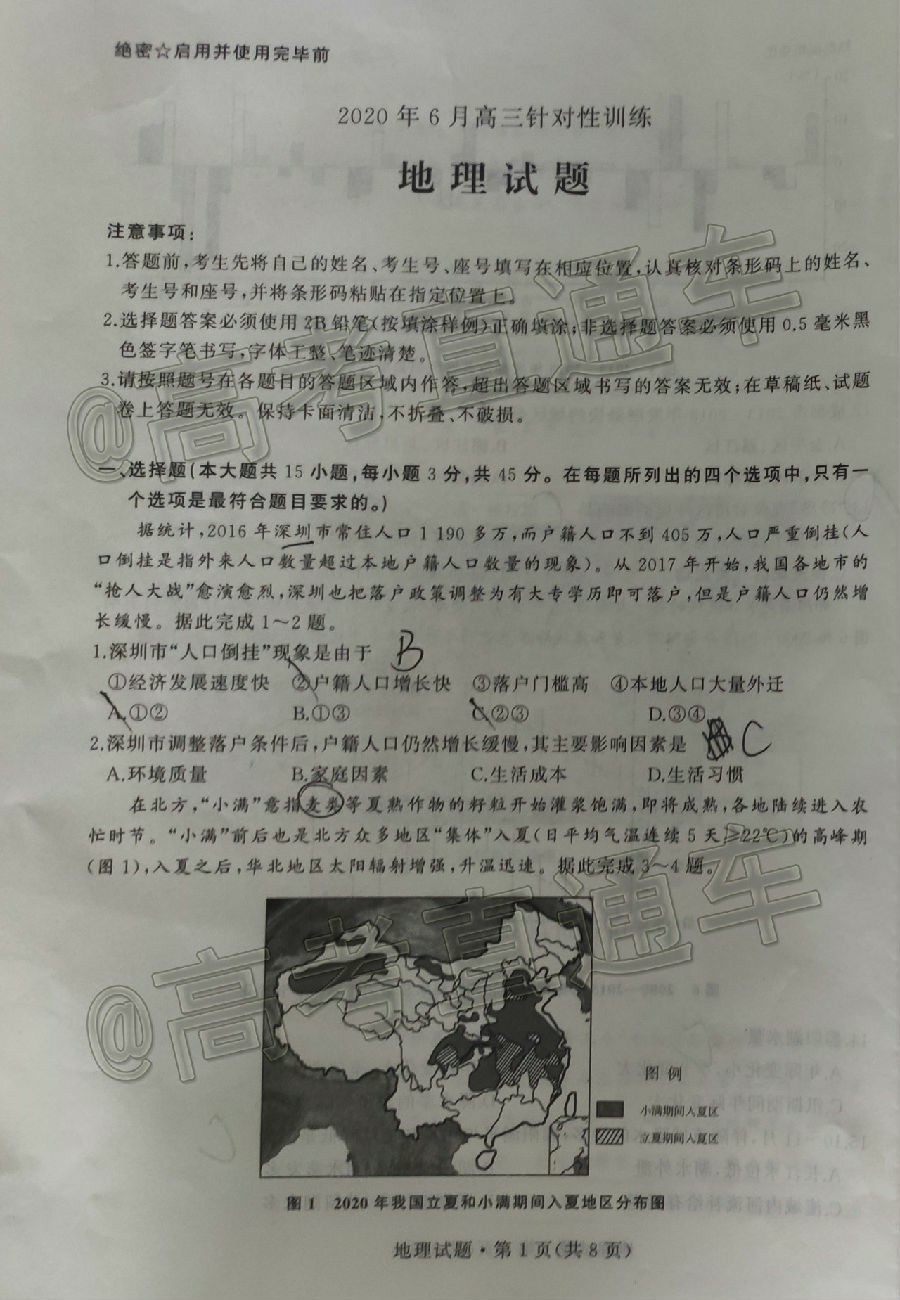 绝密☆启用并使用完毕前
2020年6月高三针对性训练
地理试题
注意事项：
1.答题前,考生先将自己的姓名、考生号、座号填写在相应位置,认真核对条形码上的姓名、
考生号和座号,并将条形码粘贴在指定位置上。
2.选择题答案必须使用2B铅笔(按填涂样例)正确填涂;非选择题答案必须使用0.5毫米黑
色签字笔书写,字体工整、笔迹清楚。
3.请按照题号在各题目的答题区域内作答,超出答题区域书写的答案无效;在草稿纸、试题
卷上答题无效。保持卡面清洁,不折叠、不破损。
一、选择题(本大题共15小题,每小题3分,共45分。在每题所列出的四个选项中,只有一
个选项是最符合题目要求的。)
据统计,2016年深圳市常住人口1 190多万,而户籍人口不到405万,人口严重倒挂(人
口倒挂是指外来人口数量超过本地户籍人口数量的现象)。从2017年开始,我国各地市的
“抢人大战”愈演愈烈,深圳也把落户政策调整为有大专学历即可落户,但是户籍人口仍然增
长缓慢。据此完成1～2题。
1.深圳市“人口倒挂”现象是由于 B
①经济发展速度快 ②户籍人口增长快 ③落户门槛高 ④本地人口大量外迁
A.①② B.①③ C.②③ D.③④
2.深圳市调整落户条件后,户籍人口仍然增长缓慢,其主要影响因素是 C
A.环境质量 B.家庭因素 C.生活成本 D.生活习惯
在北方,“小满”意指麦类等夏熟作物的籽粒开始灌浆饱满,即将成熟,各地陆续进入农
忙时节。“小满”前后也是北方众多地区“集体”入夏(日平均气温连续5天≥22℃)的高峰期
(图1),入夏之后,华北地区太阳辐射增强,升温迅速。据此完成3～4题。
图例
小满期间入夏区
立夏期间入夏区
图1 2020年我国立夏和小满期间入夏地区分布图
地理试题·第1页(共8页)
@高考直通车
@高考直通车